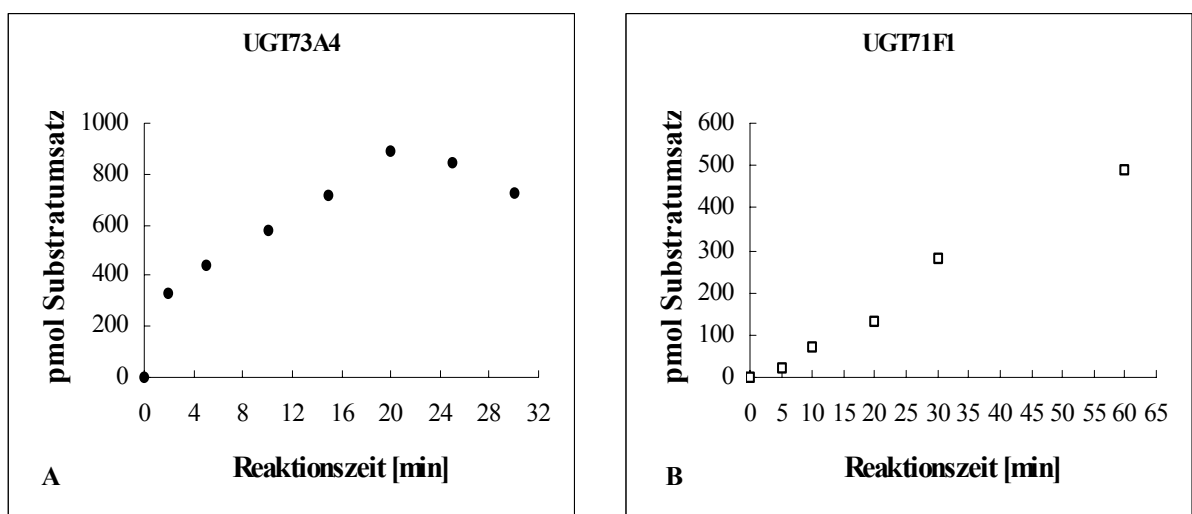 UGT73A4
pmol Substratumsatz
1000
800
600
400
200
0
0 4 8 12 16 20 24 28 32
Reaktionszeit [min]
A
UGT71F1
pmol Substratumsatz
600
500
400
300
200
100
0
0 5 10 15 20 25 30 35 40 45 50 55 60 65
Reaktionszeit [min]
B